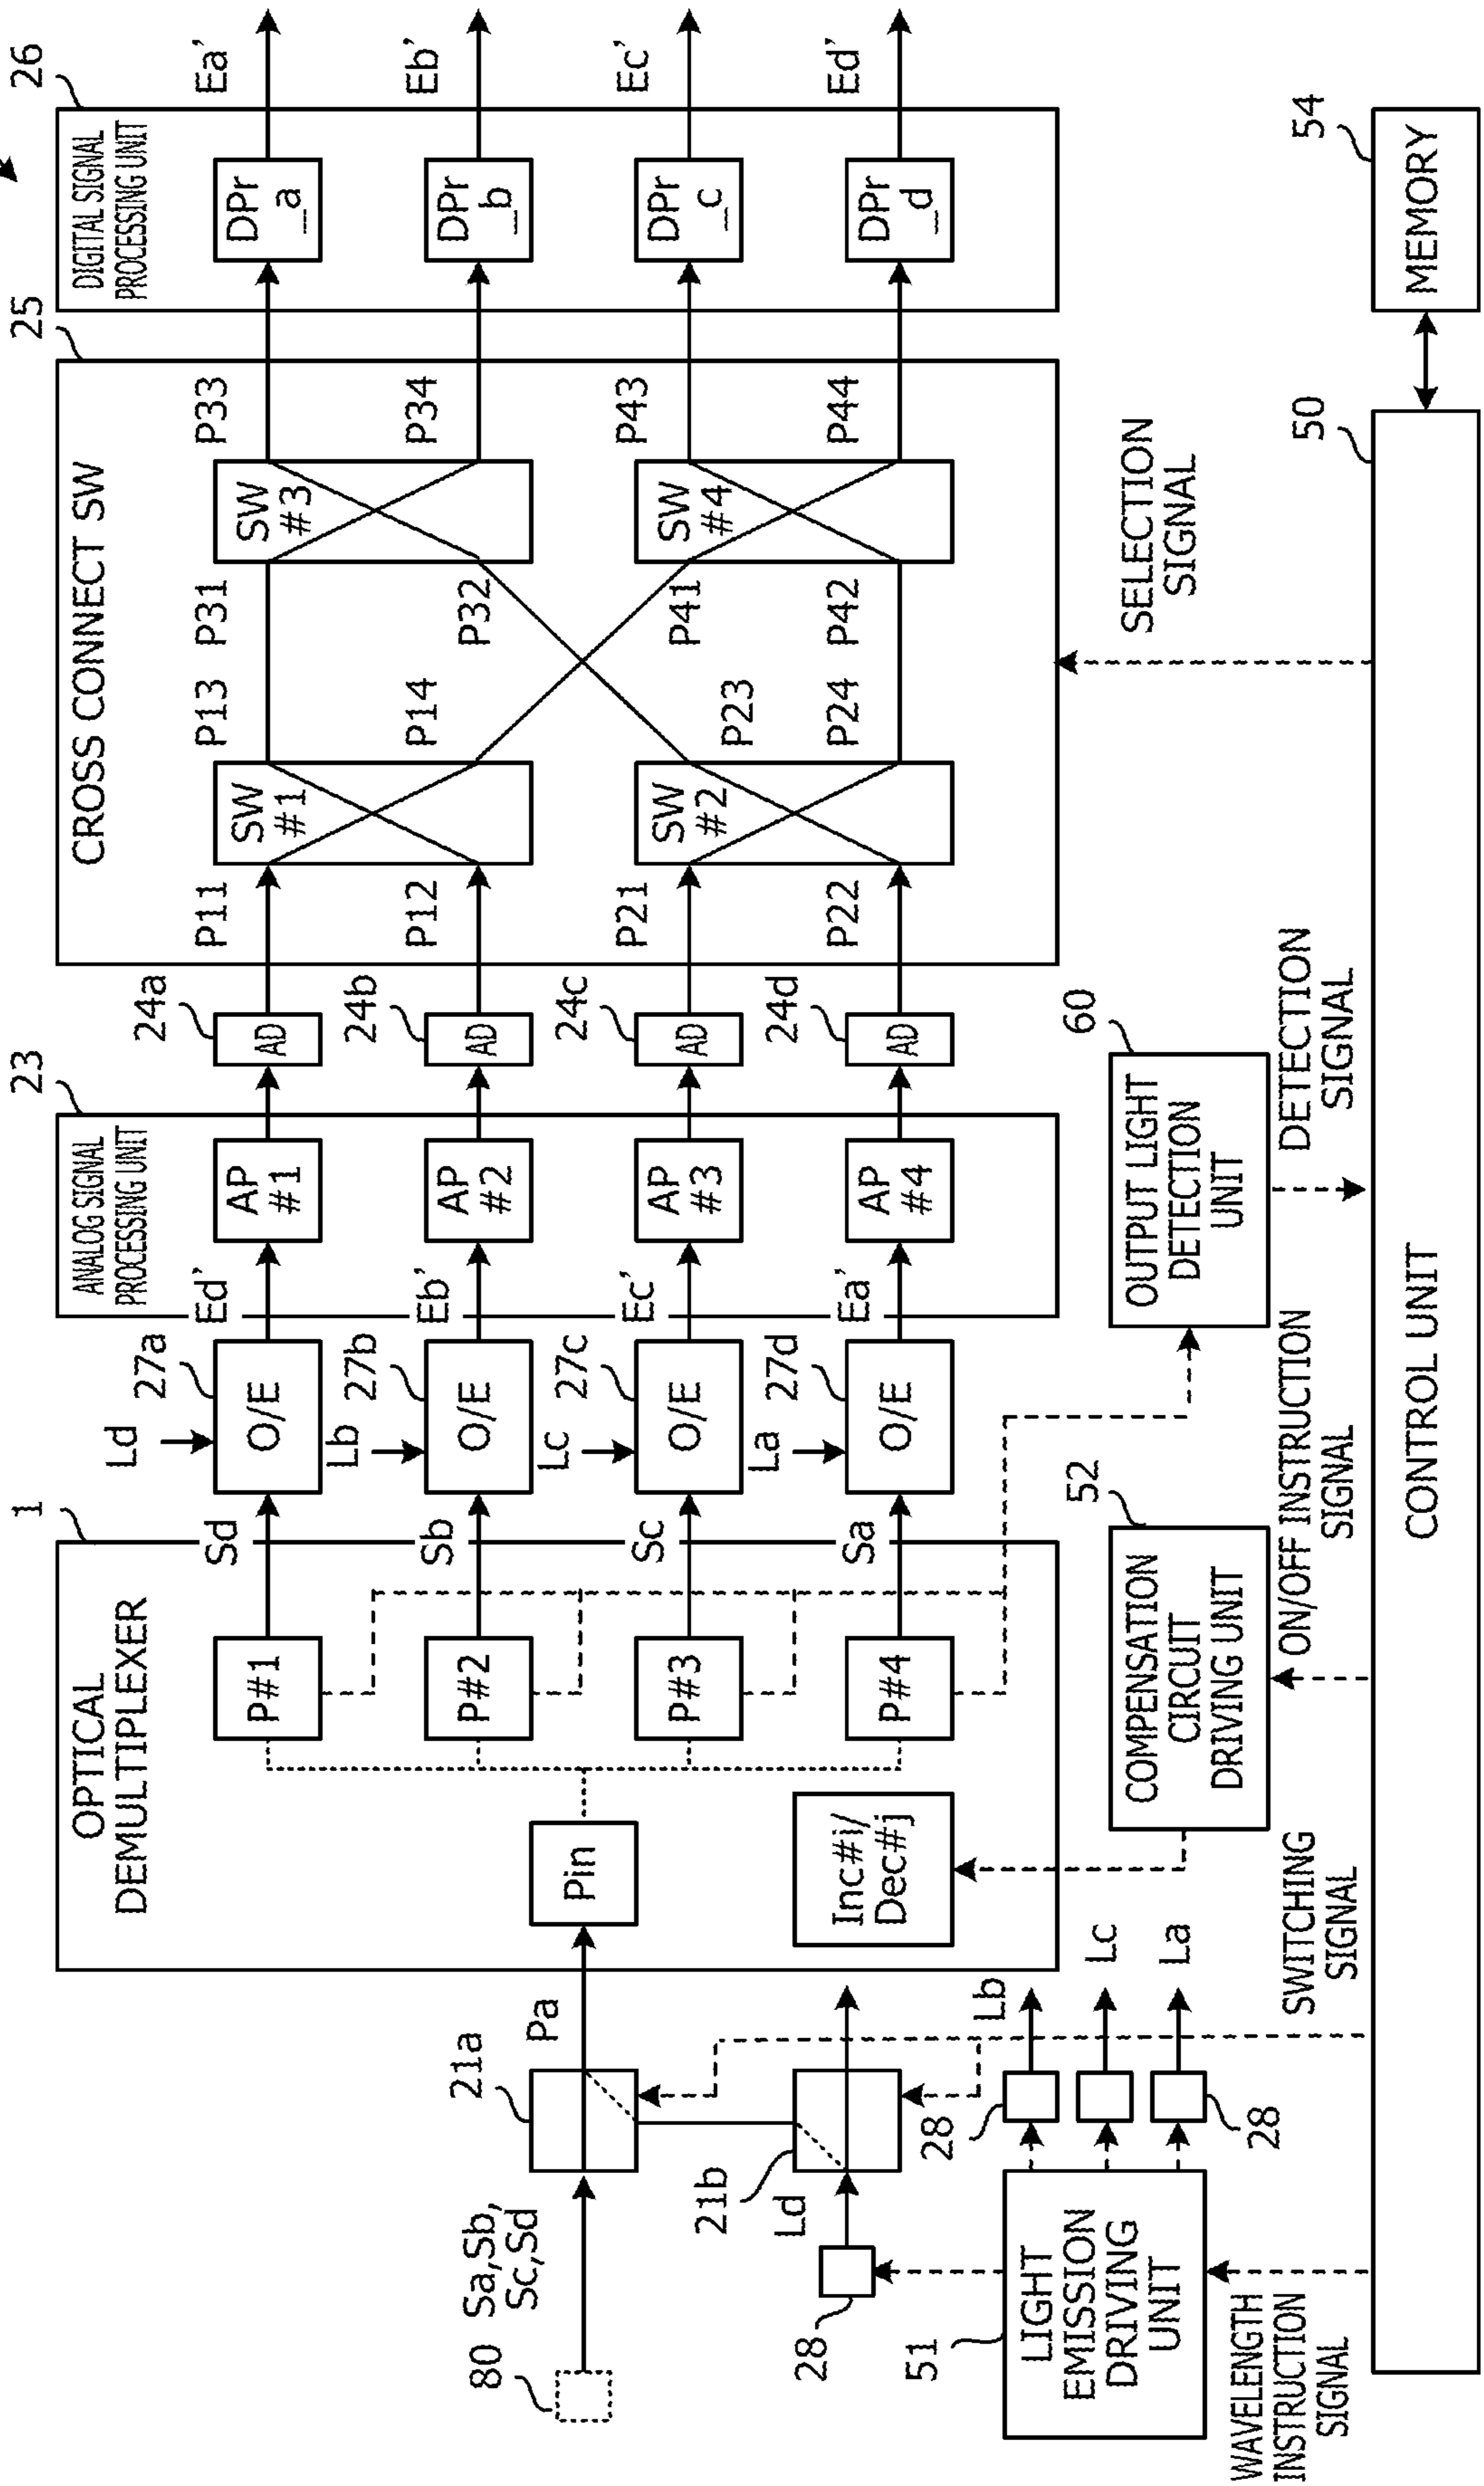 1
OPTICAL
DEMULTIPLEXER
23
ANALOG SIGNAL
PROCESSING UNIT
25
CROSS CONNECT SW
26
DIGITAL SIGNAL
PROCESSING UNIT
80
Sa,Sb,
Sc,Sd
21a
Pa
Pin
P#1
Sd
Ld
27a
O/E
Ed'
AP
#1
24a
AD
P11
SW
#1
P13
P31
SW
#3
P33
DPr
_a
Ea'
P#2
Sb
Lb
27b
O/E
Eb'
AP
#2
24b
AD
P12
P14
P32
P34
DPr
_b
Eb'
P#3
Sc
Lc
27c
O/E
Ec'
AP
#3
24c
AD
P21
SW
#2
P23
P41
SW
#4
P43
DPr
_c
Ec'
P#4
Sa
La
27d
O/E
Ea'
AP
#4
24d
AD
P22
P24
P42
P44
DPr
_d
Ed'
21b
Ld
28
Inc#i/
Dec#j
51
LIGHT
EMISSION
DRIVING
UNIT
28
28
Lb
Lc
La
52
COMPENSATION
CIRCUIT
DRIVING UNIT
60
OUTPUT LIGHT
DETECTION
UNIT
WAVELENGTH
INSTRUCTION
SIGNAL
SWITCHING
SIGNAL
ON/OFF INSTRUCTION
SIGNAL
DETECTION
SIGNAL
SELECTION
SIGNAL
50
CONTROL UNIT
54
MEMORY